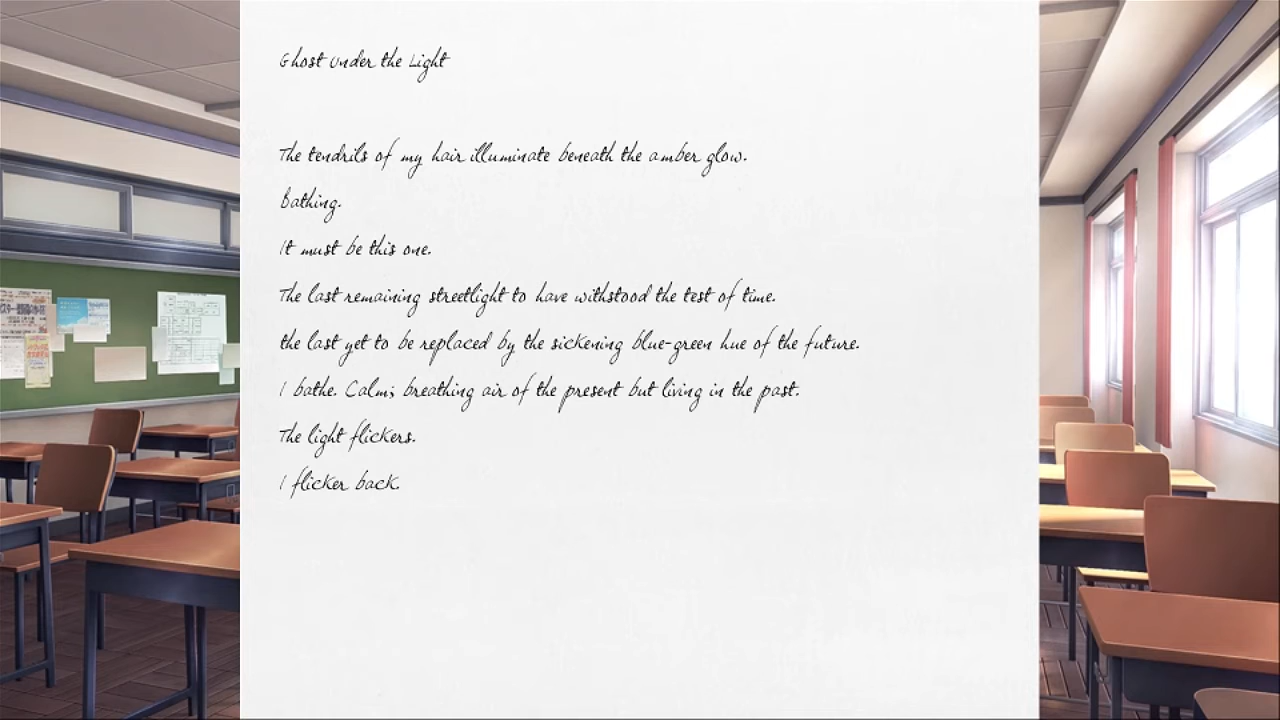 Ghost Under the Light
The tendrils of my hair illuminate beneath the amber glow.
Bathing.
It must be this one.
The last remaining streetlight to have withstood the test of time.
the last yet to be replaced by the sickening blue-green hue of the future.
I bathe. Calm; breathing air of the present but living in the past.
The light flickers.
I flicker back.